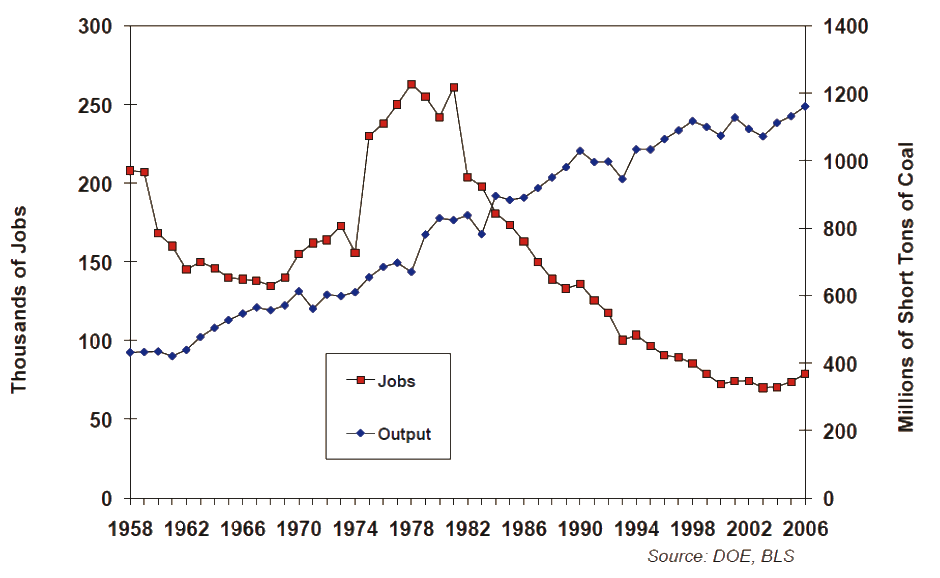 300
250
200
150
100
50
0
Thousands of Jobs
1400
1200
1000
800
600
400
200
0
Millions of Short Tons of Coal
Jobs
Output
1958 1962 1966 1970 1974 1978 1982 1986 1990 1994 1998 2002 2006
Source: DOE, BLS